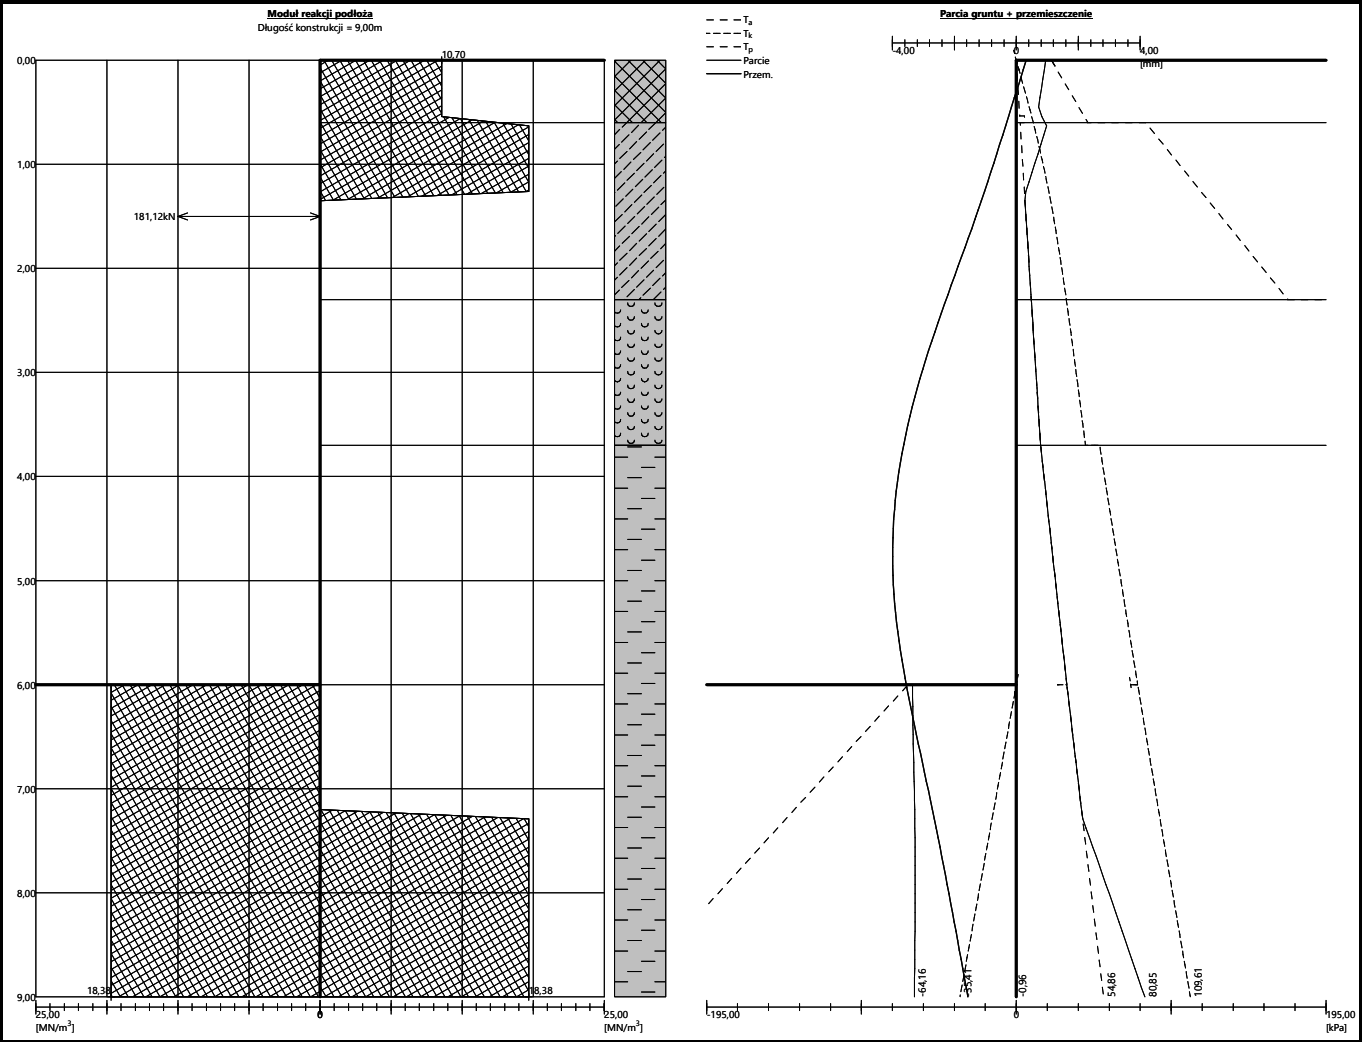 Moduł reakcji podłoża
Długość konstrukcji = 9,00m
10,70
0,00
1,00
181,12kN
2,00
3,00
4,00
5,00
6,00
7,00
8,00
9,00
18,38
18,38
25,00
0
25,00
[MN/m³]
[MN/m³]
Parcia gruntu + przemieszczenie
Tₐ
Tₖ
Tₚ
Parcie
Przem.
-4,00
0
4,00
[mm]
-64,16
-0,96
54,86
80,85
109,61
-195,00
0
195,00
[kPa]